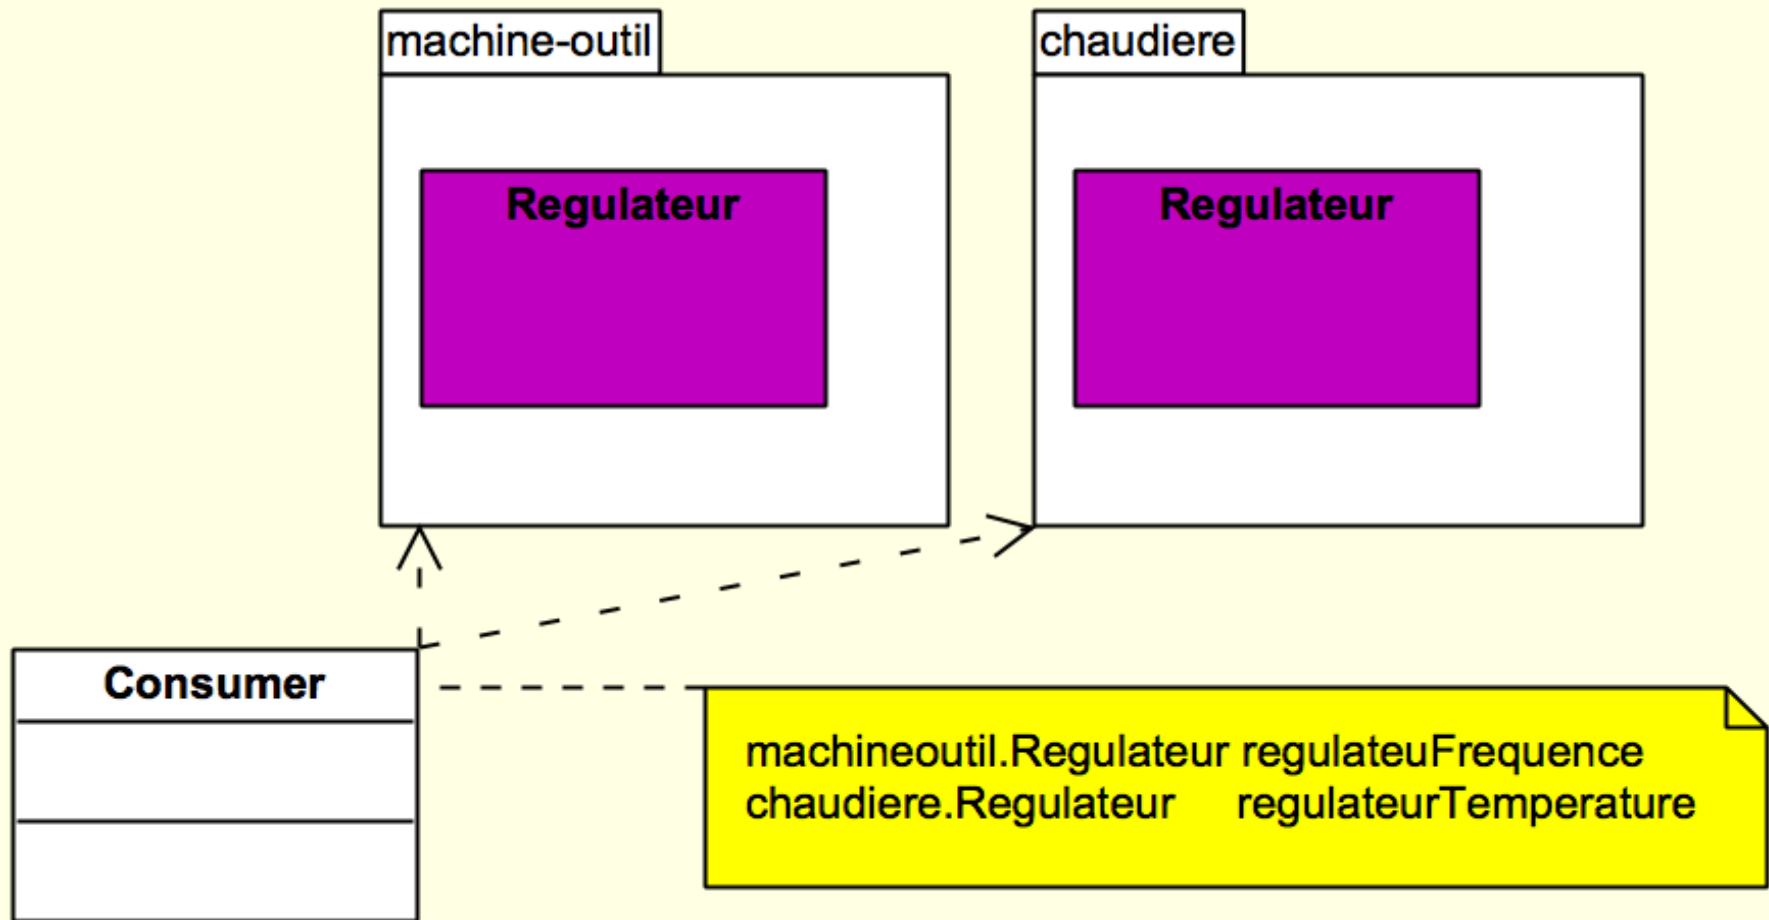 machine-outil
chaudiere
Regulateur
Regulateur
Consumer
machineoutil.Regulateur regulateuFrequence
chaudiere.Regulateur regulateurTemperature